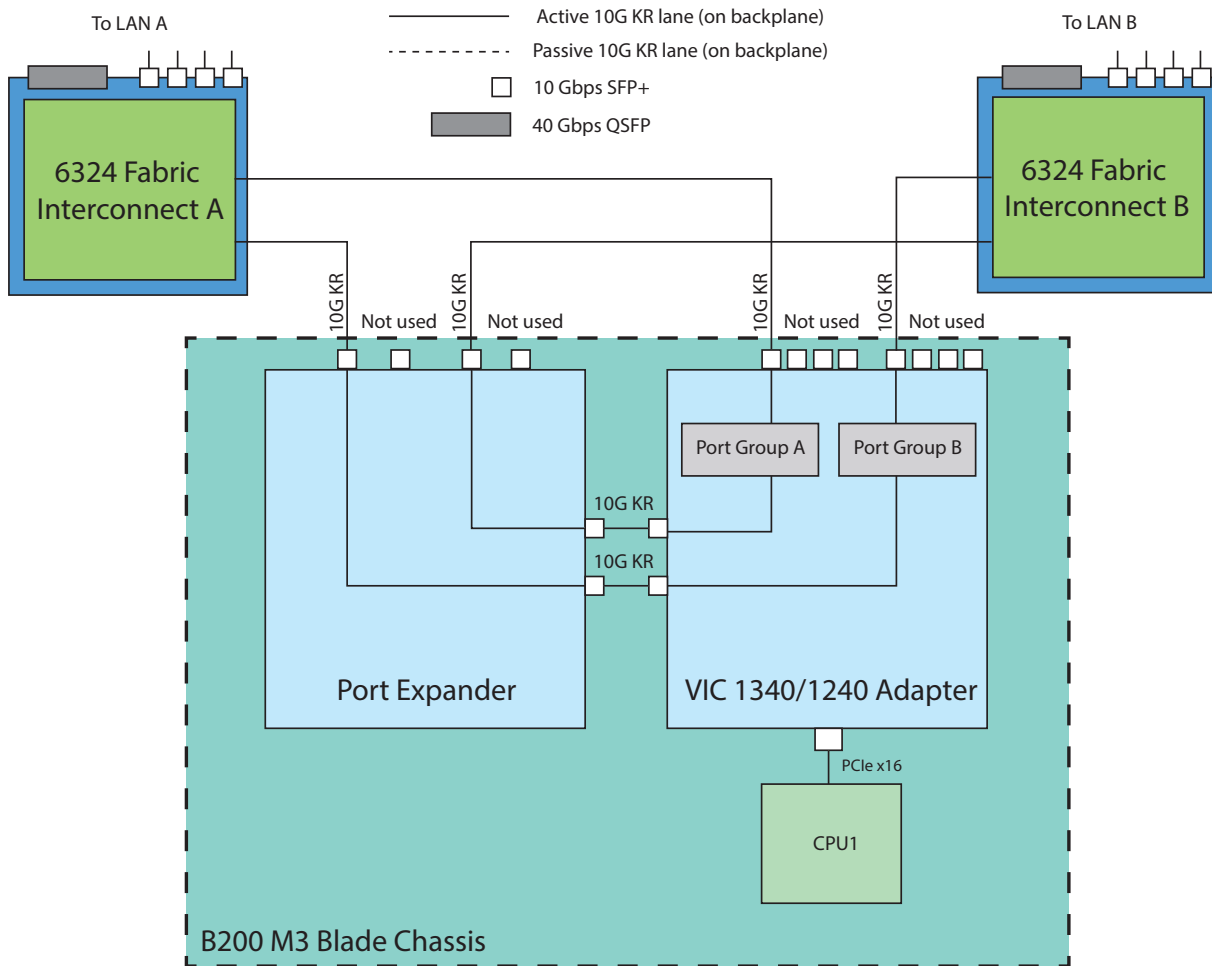 To LAN A
Active 10G KR lane (on backplane)
To LAN B
Passive 10G KR lane (on backplane)
10 Gbps SFP+
40 Gbps QSFP
6324 Fabric
Interconnect A
6324 Fabric
Interconnect B
10G KR
Not used
10G KR
Not used
10G KR
Not used
10G KR
Not used
Port Group A
Port Group B
10G KR
10G KR
Port Expander
VIC 1340/1240 Adapter
PCIe x16
CPU1
B200 M3 Blade Chassis